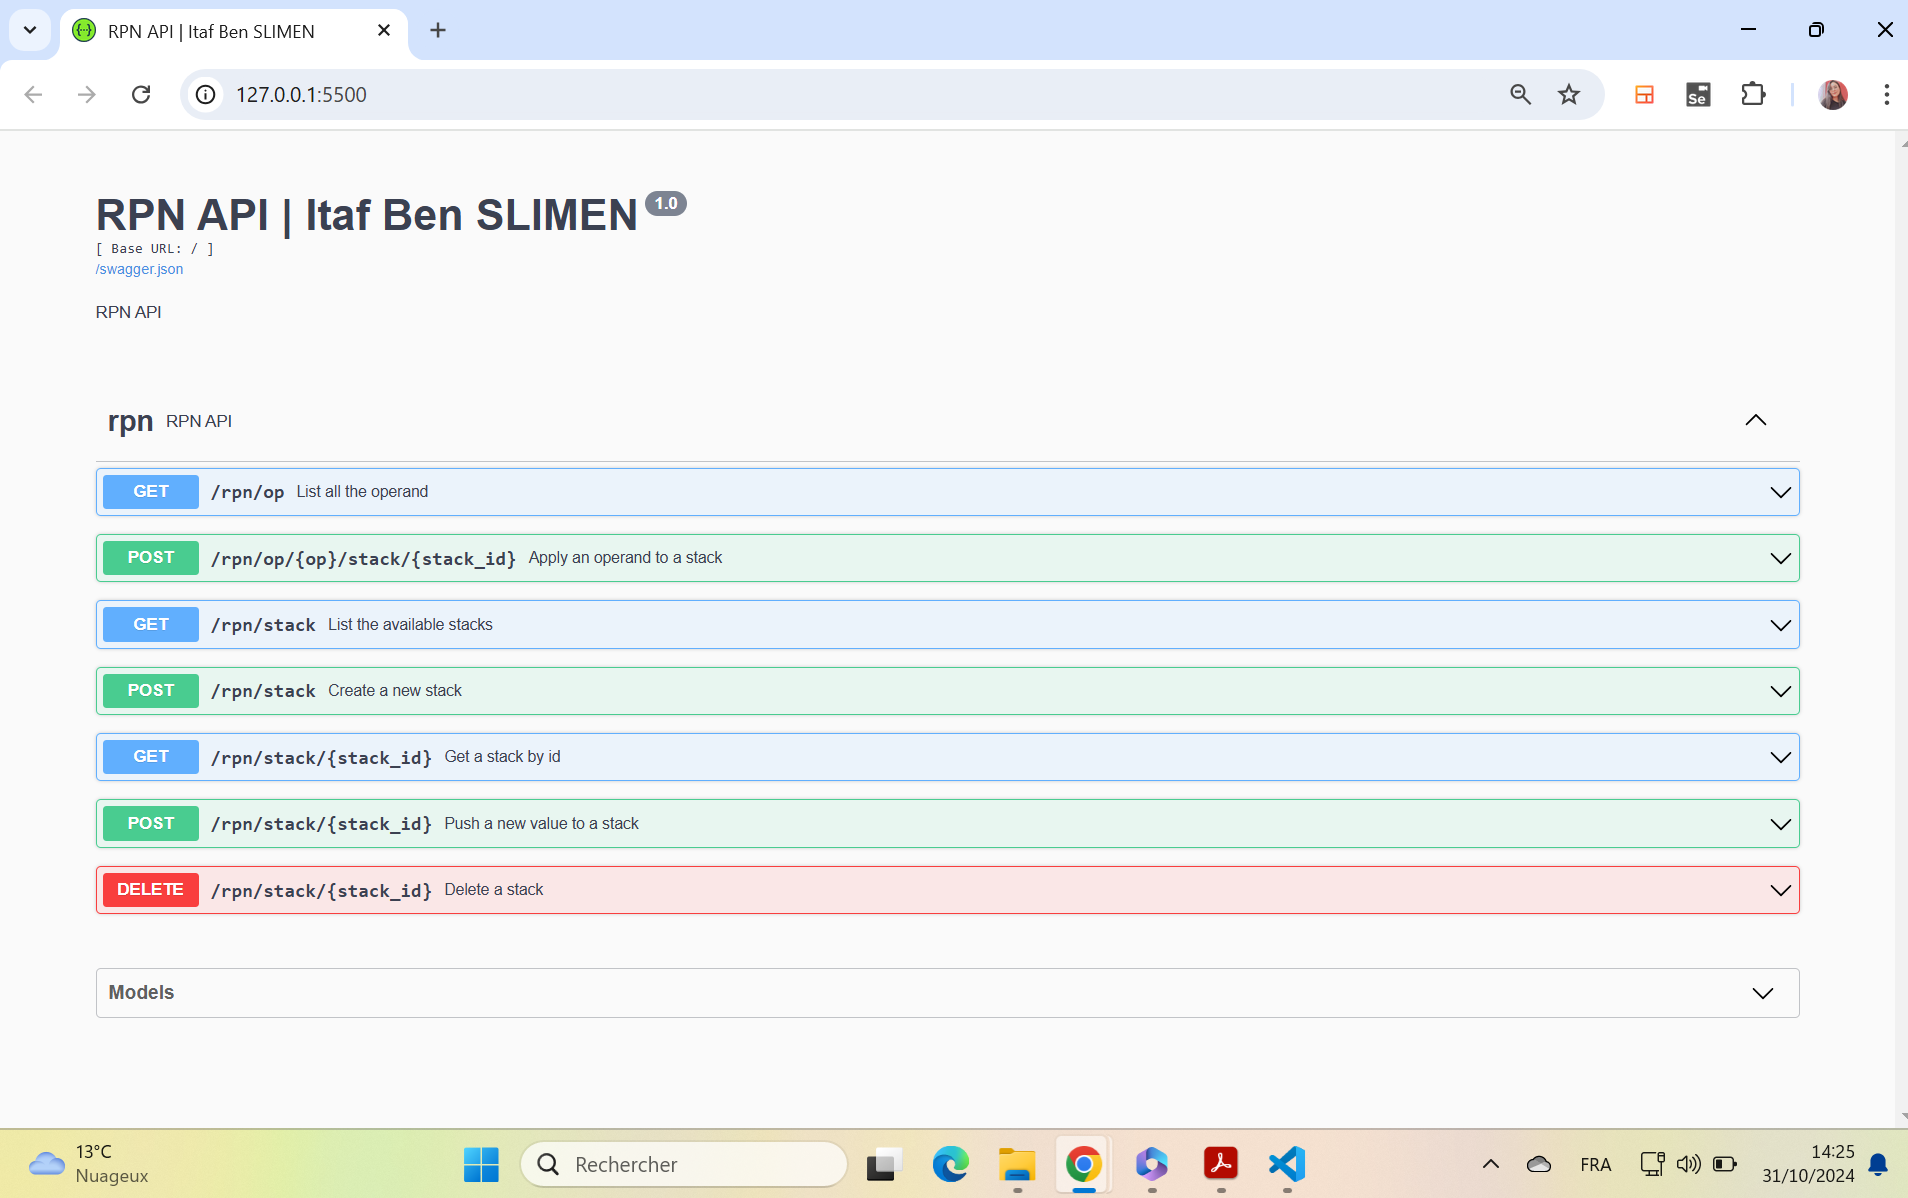 RPN API | Itaf Ben SLIMEN
127.0.0.1:5500
Se
RPN API | Itaf Ben SLIMEN 1.0
[ Base URL: / ]
/swagger.json
RPN API
rpn RPN API
GET /rpn/op List all the operand
POST /rpn/op/{op}/stack/{stack_id} Apply an operand to a stack
GET /rpn/stack List the available stacks
POST /rpn/stack Create a new stack
GET /rpn/stack/{stack_id} Get a stack by id
POST /rpn/stack/{stack_id} Push a new value to a stack
DELETE /rpn/stack/{stack_id} Delete a stack
Models
13°C
Nuageux
Rechercher
FRA
14:25
31/10/2024